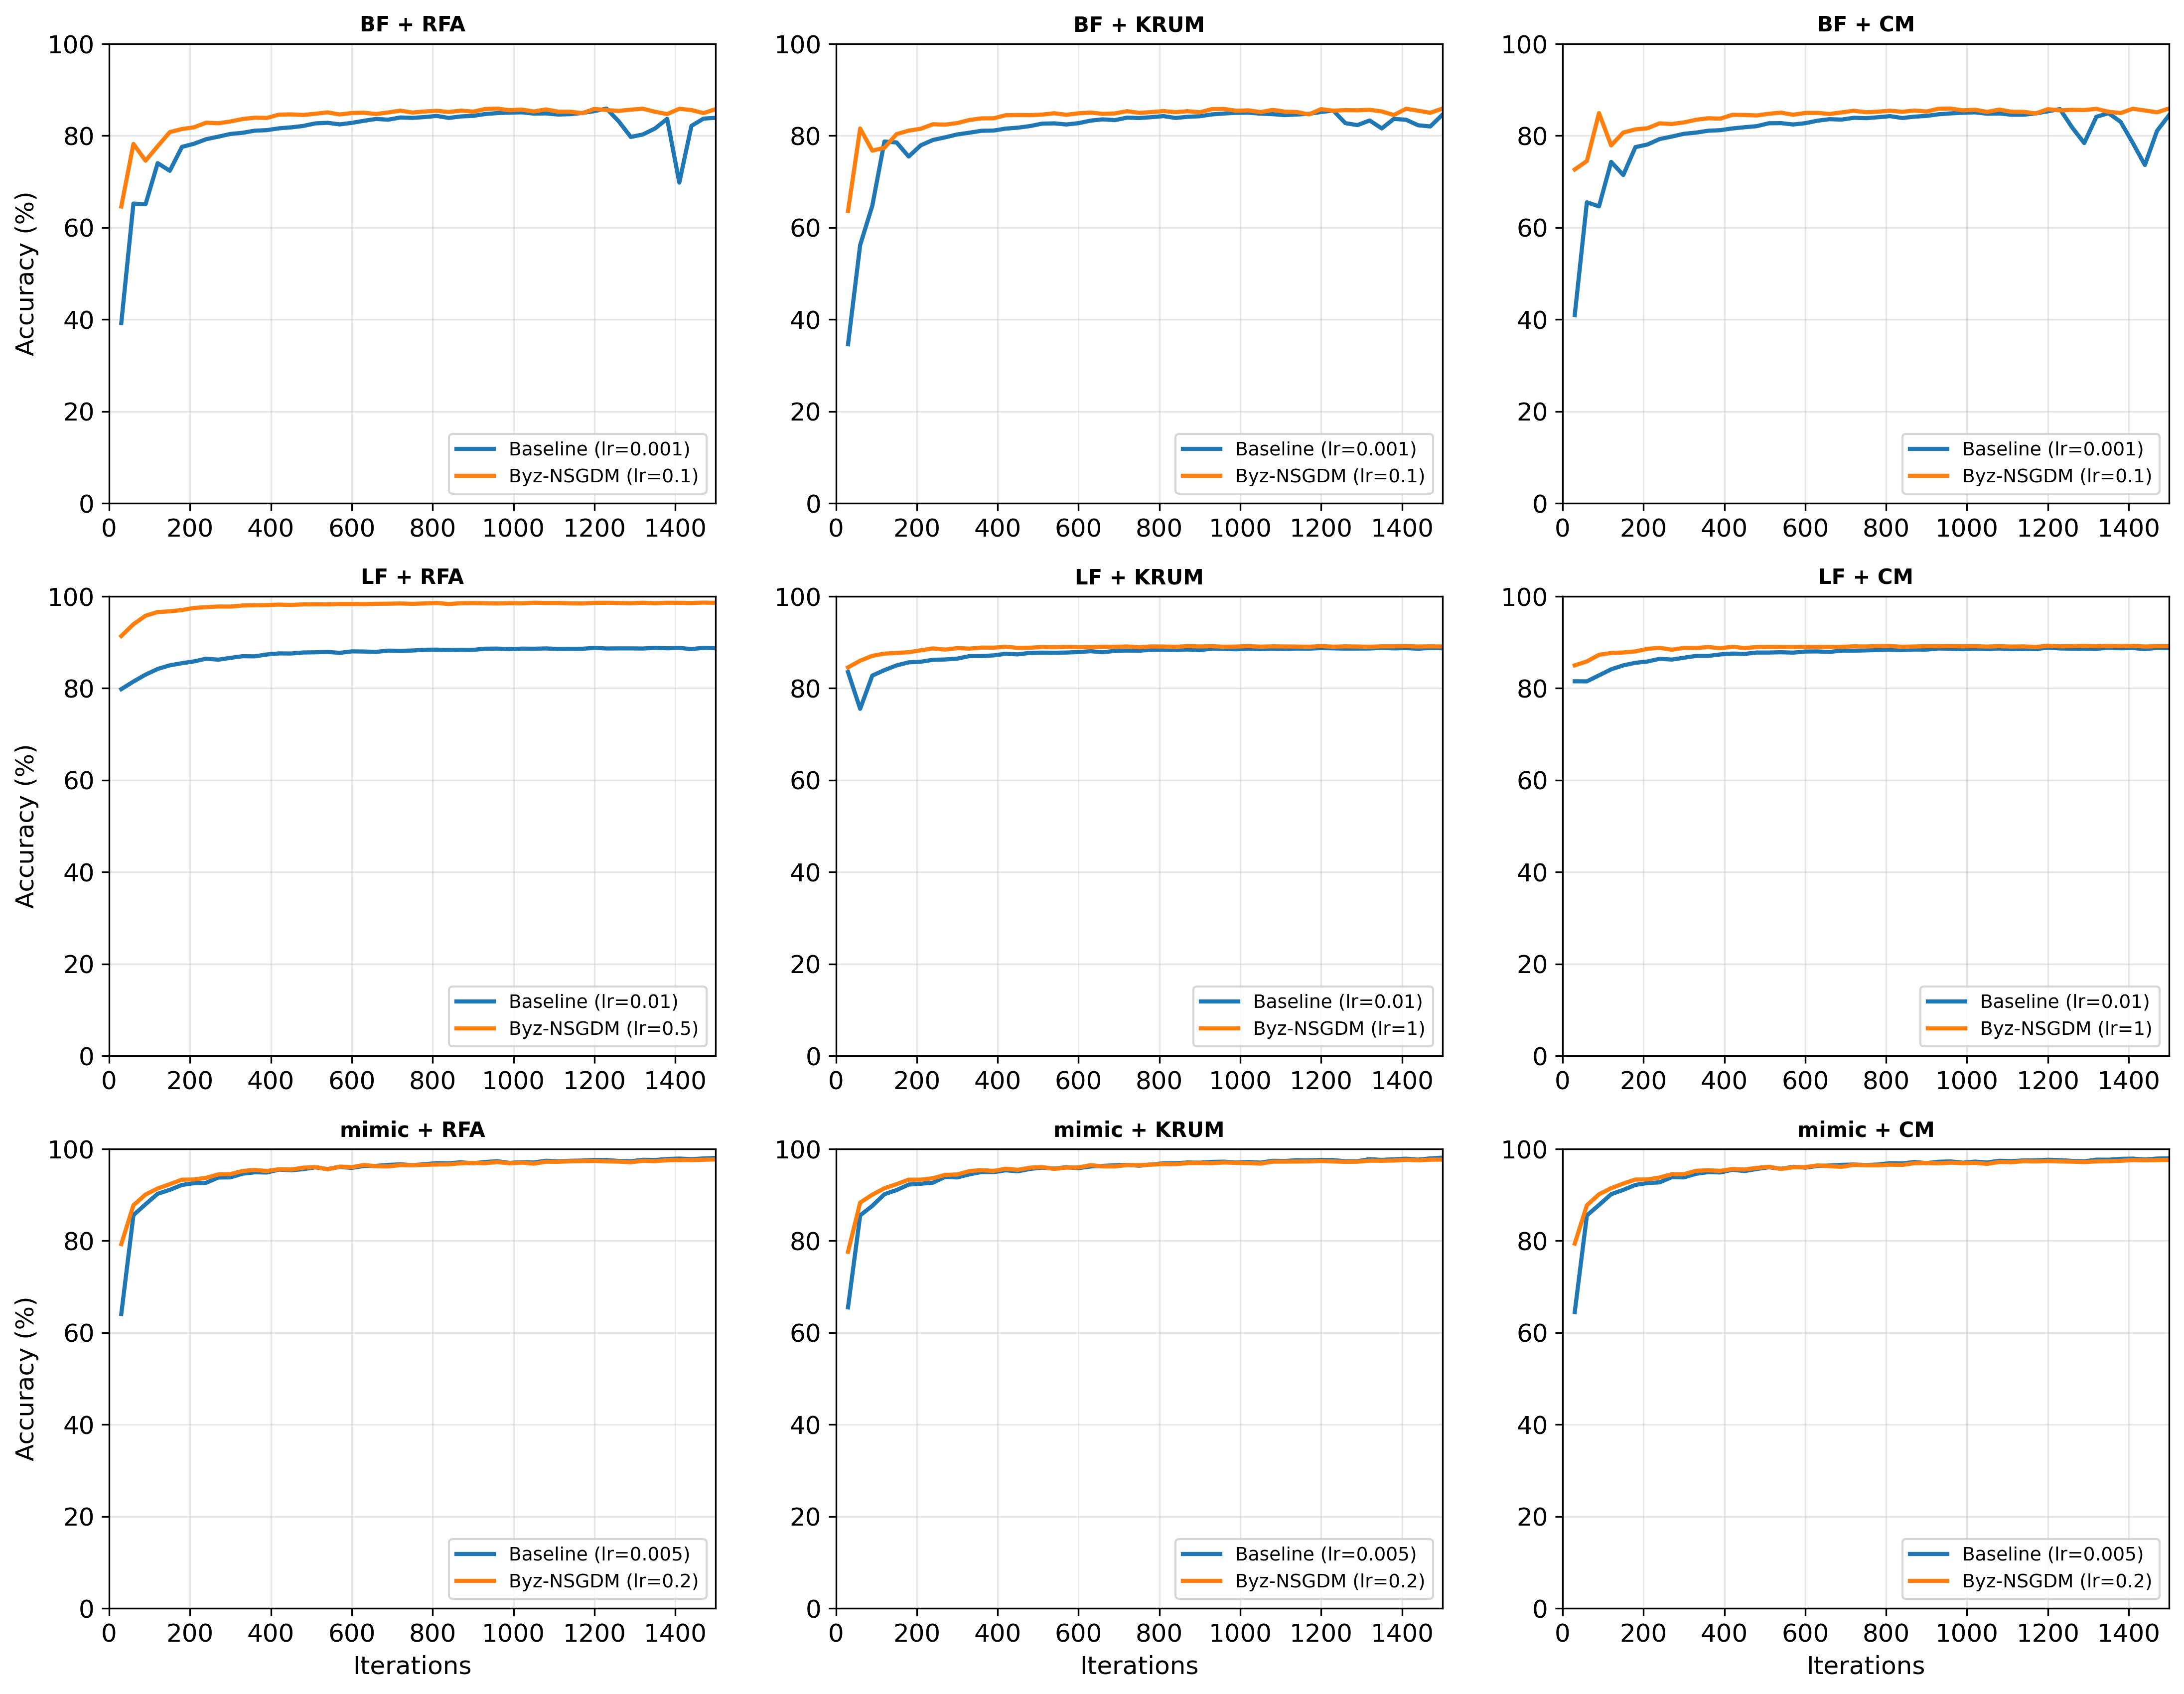 BF + RFA
100
80
60
40
20
0
Accuracy (%)
0 200 400 600 800 1000 1200 1400
Baseline (lr=0.001)
Byz-NSGDM (lr=0.1)
BF + KRUM
100
80
60
40
20
0
0 200 400 600 800 1000 1200 1400
Baseline (lr=0.001)
Byz-NSGDM (lr=0.1)
BF + CM
100
80
60
40
20
0
0 200 400 600 800 1000 1200 1400
Baseline (lr=0.001)
Byz-NSGDM (lr=0.1)
LF + RFA
100
80
60
40
20
0
Accuracy (%)
0 200 400 600 800 1000 1200 1400
Baseline (lr=0.01)
Byz-NSGDM (lr=0.5)
LF + KRUM
100
80
60
40
20
0
0 200 400 600 800 1000 1200 1400
Baseline (lr=0.01)
Byz-NSGDM (lr=1)
LF + CM
100
80
60
40
20
0
0 200 400 600 800 1000 1200 1400
Baseline (lr=0.01)
Byz-NSGDM (lr=1)
mimic + RFA
100
80
60
40
20
0
Accuracy (%)
0 200 400 600 800 1000 1200 1400
Iterations
Baseline (lr=0.005)
Byz-NSGDM (lr=0.2)
mimic + KRUM
100
80
60
40
20
0
0 200 400 600 800 1000 1200 1400
Iterations
Baseline (lr=0.005)
Byz-NSGDM (lr=0.2)
mimic + CM
100
80
60
40
20
0
0 200 400 600 800 1000 1200 1400
Iterations
Baseline (lr=0.005)
Byz-NSGDM (lr=0.2)